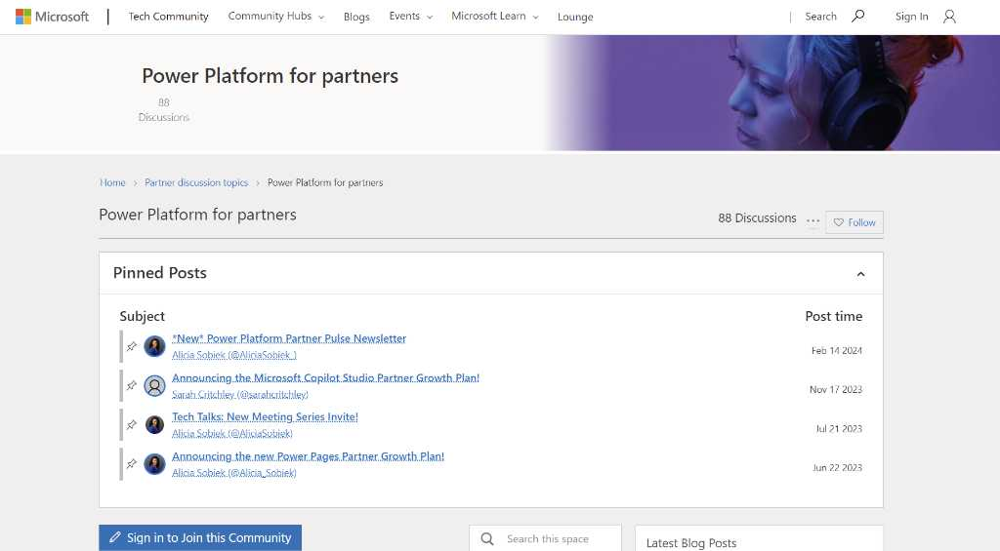 Microsoft
Tech Community
Community Hubs
Blogs
Events
Microsoft Learn
Lounge
Search
Sign In
Power Platform for partners
88
Discussions
Home > Partner discussion topics > Power Platform for partners
Power Platform for partners
88 Discussions
Follow
Pinned Posts
Subject
Post time
*New* Power Platform Partner Pulse Newsletter
Alicia Sobiek (@AliciaSobiek_)
Feb 14 2024
Announcing the Microsoft Copilot Studio Partner Growth Plan!
Sarah Critchley (@sarahcritchley)
Nov 17 2023
Tech Talks: New Meeting Series Invite!
Alicia Sobiek (@AliciaSobiek)
Jul 21 2023
Announcing the new Power Pages Partner Growth Plan!
Alicia Sobiek (@Alicia_Sobiek)
Jun 22 2023
Sign in to Join this Community
Search this space
Latest Blog Posts